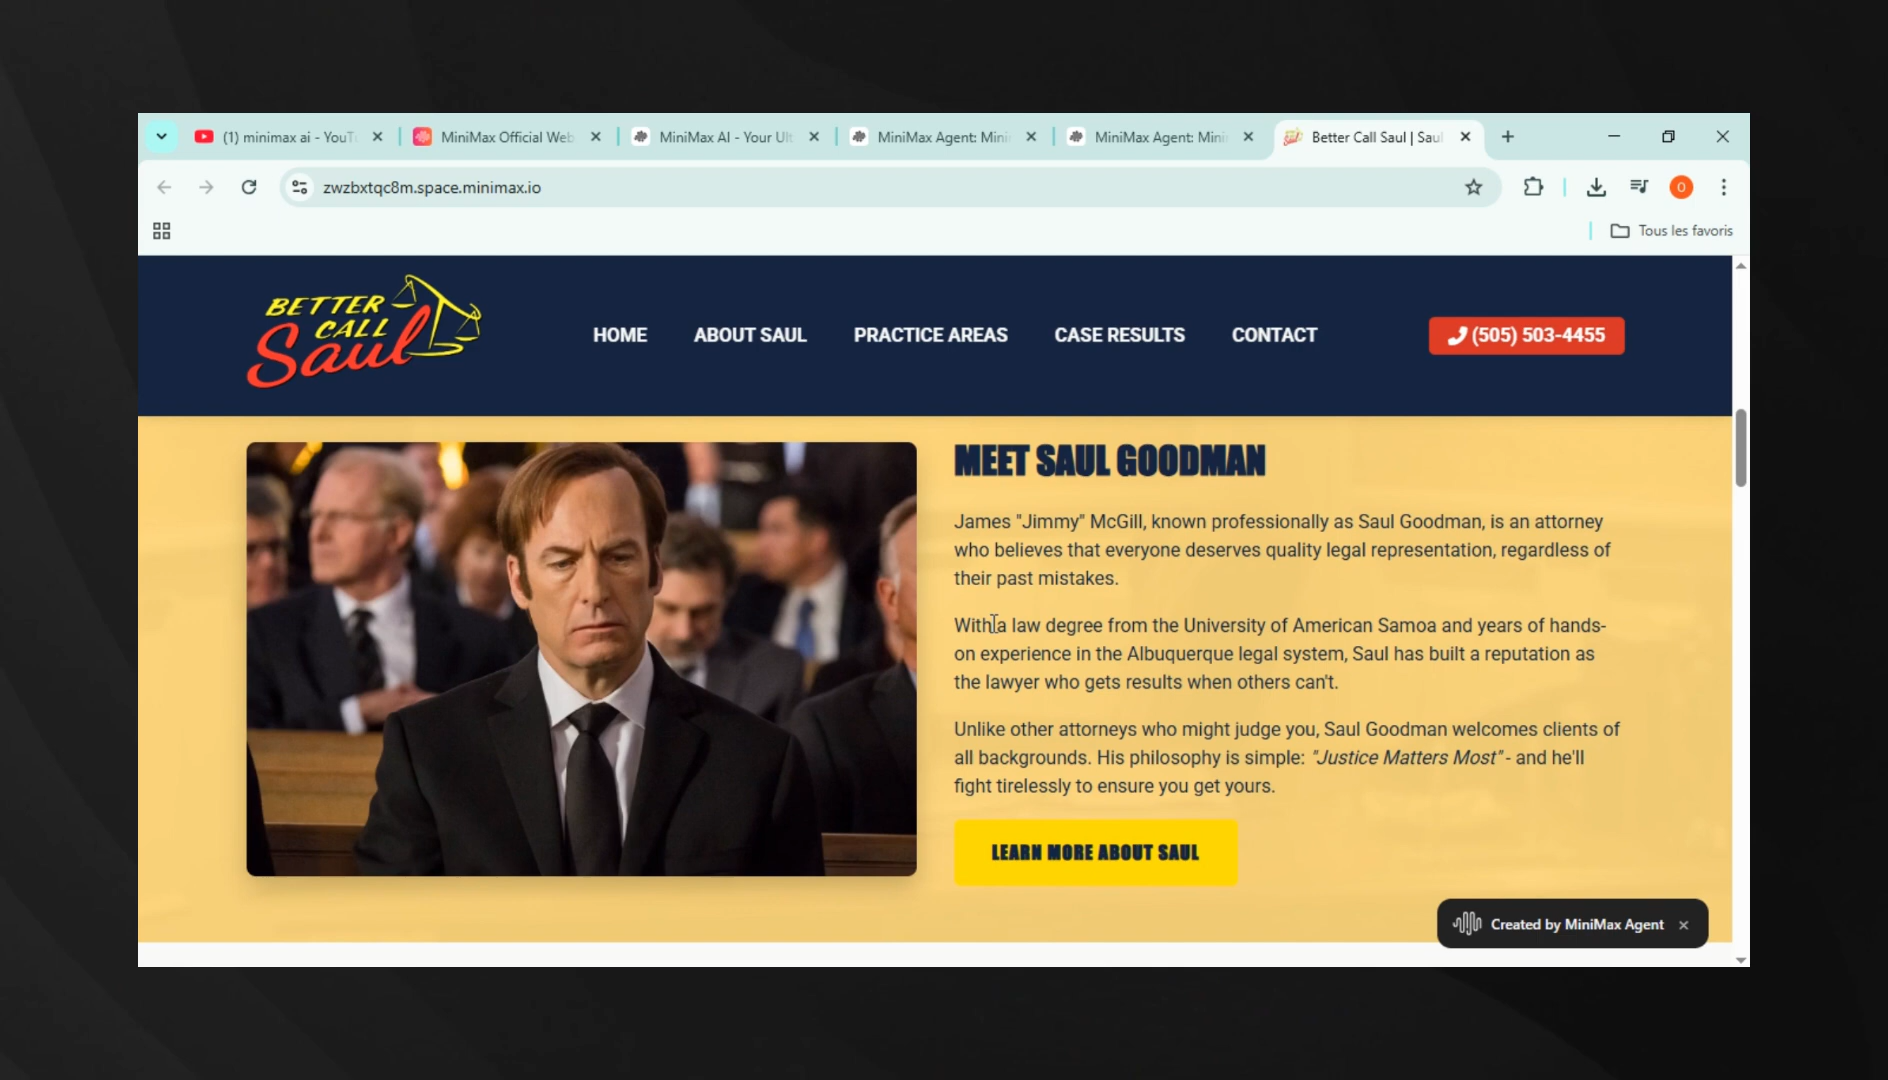 (1) minimax ai - YouT
MiniMax Official Web
MiniMax AI - Your Ult
MiniMax Agent: Mini
MiniMax Agent: Mini
Better Call Saul | Saul
zwzbxtqc8m.space.minimax.io
O
Tous les favoris
BETTER
CALL
Saul
HOME
ABOUT SAUL
PRACTICE AREAS
CASE RESULTS
CONTACT
(505) 503-4455
MEET SAUL GOODMAN
James "Jimmy" McGill, known professionally as Saul Goodman, is an attorney
who believes that everyone deserves quality legal representation, regardless of
their past mistakes.
With a law degree from the University of American Samoa and years of hands-
on experience in the Albuquerque legal system, Saul has built a reputation as
the lawyer who gets results when others can't.
Unlike other attorneys who might judge you, Saul Goodman welcomes clients of
all backgrounds. His philosophy is simple: "Justice Matters Most" - and he'll
fight tirelessly to ensure you get yours.
LEARN MORE ABOUT SAUL
Created by MiniMax Agent